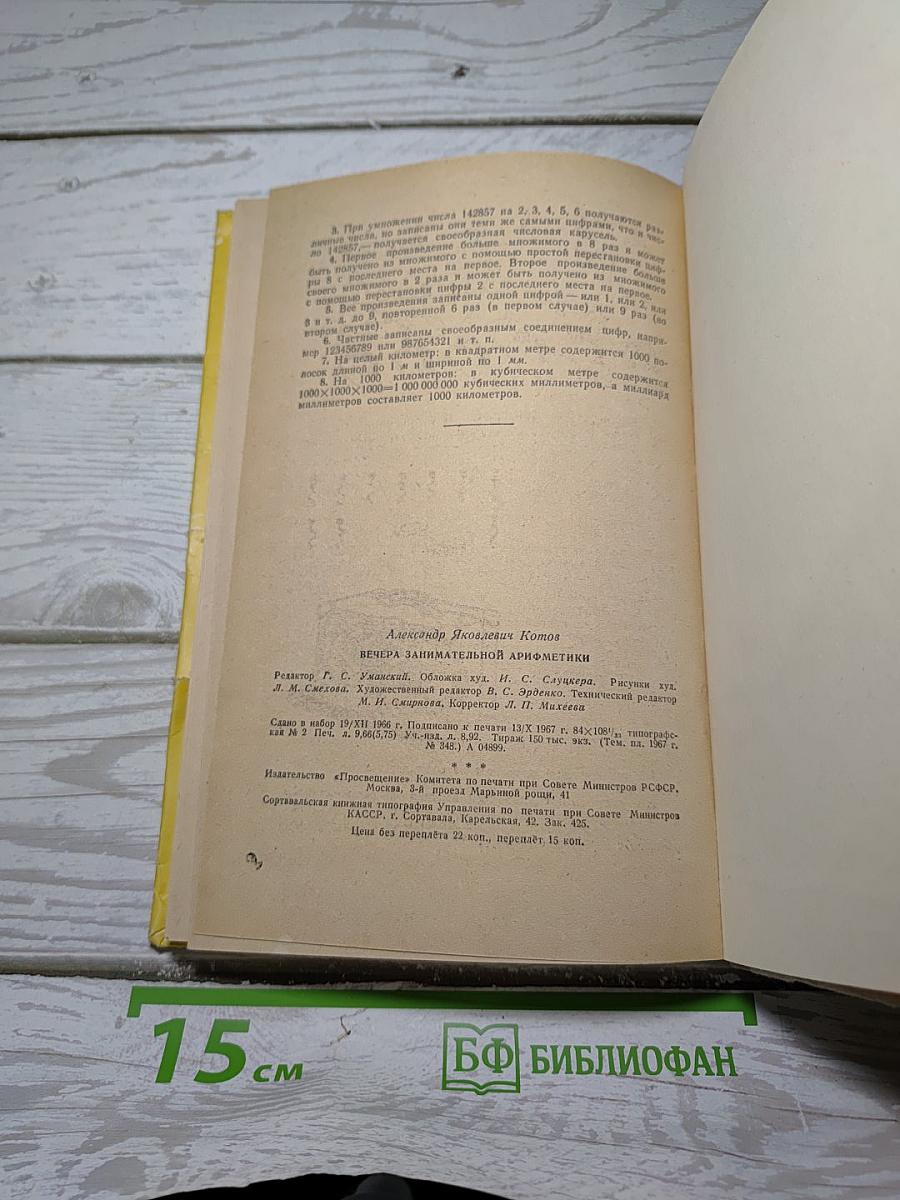 3. При умножении числа 142857 на 2, 3, 4, 5, 6 получаются раз-
личные числа, но записаны они теми же самыми цифрами, что и чис-
ло 142857,— получается своеобразная числовая карусель.
4. Первое произведение больше множимого в 8 раз и может
быть получено из множимого с помощью простой перестановки циф-
ры 8 с последнего места на первое. Второе произведение больше
своего множимого в 2 раза и может быть получено из множимого
с помощью перестановки цифры 2 с последнего места на первое.
5. Все произведения записаны одной цифрой — или 1, или 2, или
3 и т. д. до 9, повторенной 6 раз (в первом случае) или 9 раз (во
втором случае).
6. Частные записаны своеобразным соединением цифр, напри-
мер 123456789 или 987654321 и т. п.
7. На целый километр: в квадратном метре содержится 1000 по-
лосок длиной по 1 м и шириной по 1 мм.
8. На 1000 километров: в кубическом метре содержится
1000×1000×1000=1 000 000 000 кубических миллиметров, а миллиард
миллиметров составляет 1000 километров.
Александр Яковлевич Котов
ВЕЧЕРА ЗАНИМАТЕЛЬНОЙ АРИФМЕТИКИ
Редактор Г. С. Уманский. Обложка худ. И. С. Слуцкера. Рисунки худ.
Л. М. Смехова. Художественный редактор В. С. Эрденко. Технический редактор
М. И. Смирнова, Корректор Л. П. Михеева
Сдано в набор 19/XII 1966 г. Подписано к печати 13/X 1967 г. 84×108¹/₃₂ типографс-
кая № 2 Печ. л. 9,66(5,75) Уч.-изд. л. 8,92. Тираж 150 тыс. экз. (Тем. пл. 1967 г.
№ 348.) А 04899.
* * *
Издательство «Просвещение» Комитета по печати при Совете Министров РСФСР.
Москва, 3-й проезд Марьиной рощи, 41
Сортавальская книжная типография Управления по печати при Совете Министров
КАССР. г. Сортавала, Карельская, 42. Зак. 425.
Цена без переплёта 22 коп., переплёт 15 коп.
15 см
БФ БИБЛИОФАН